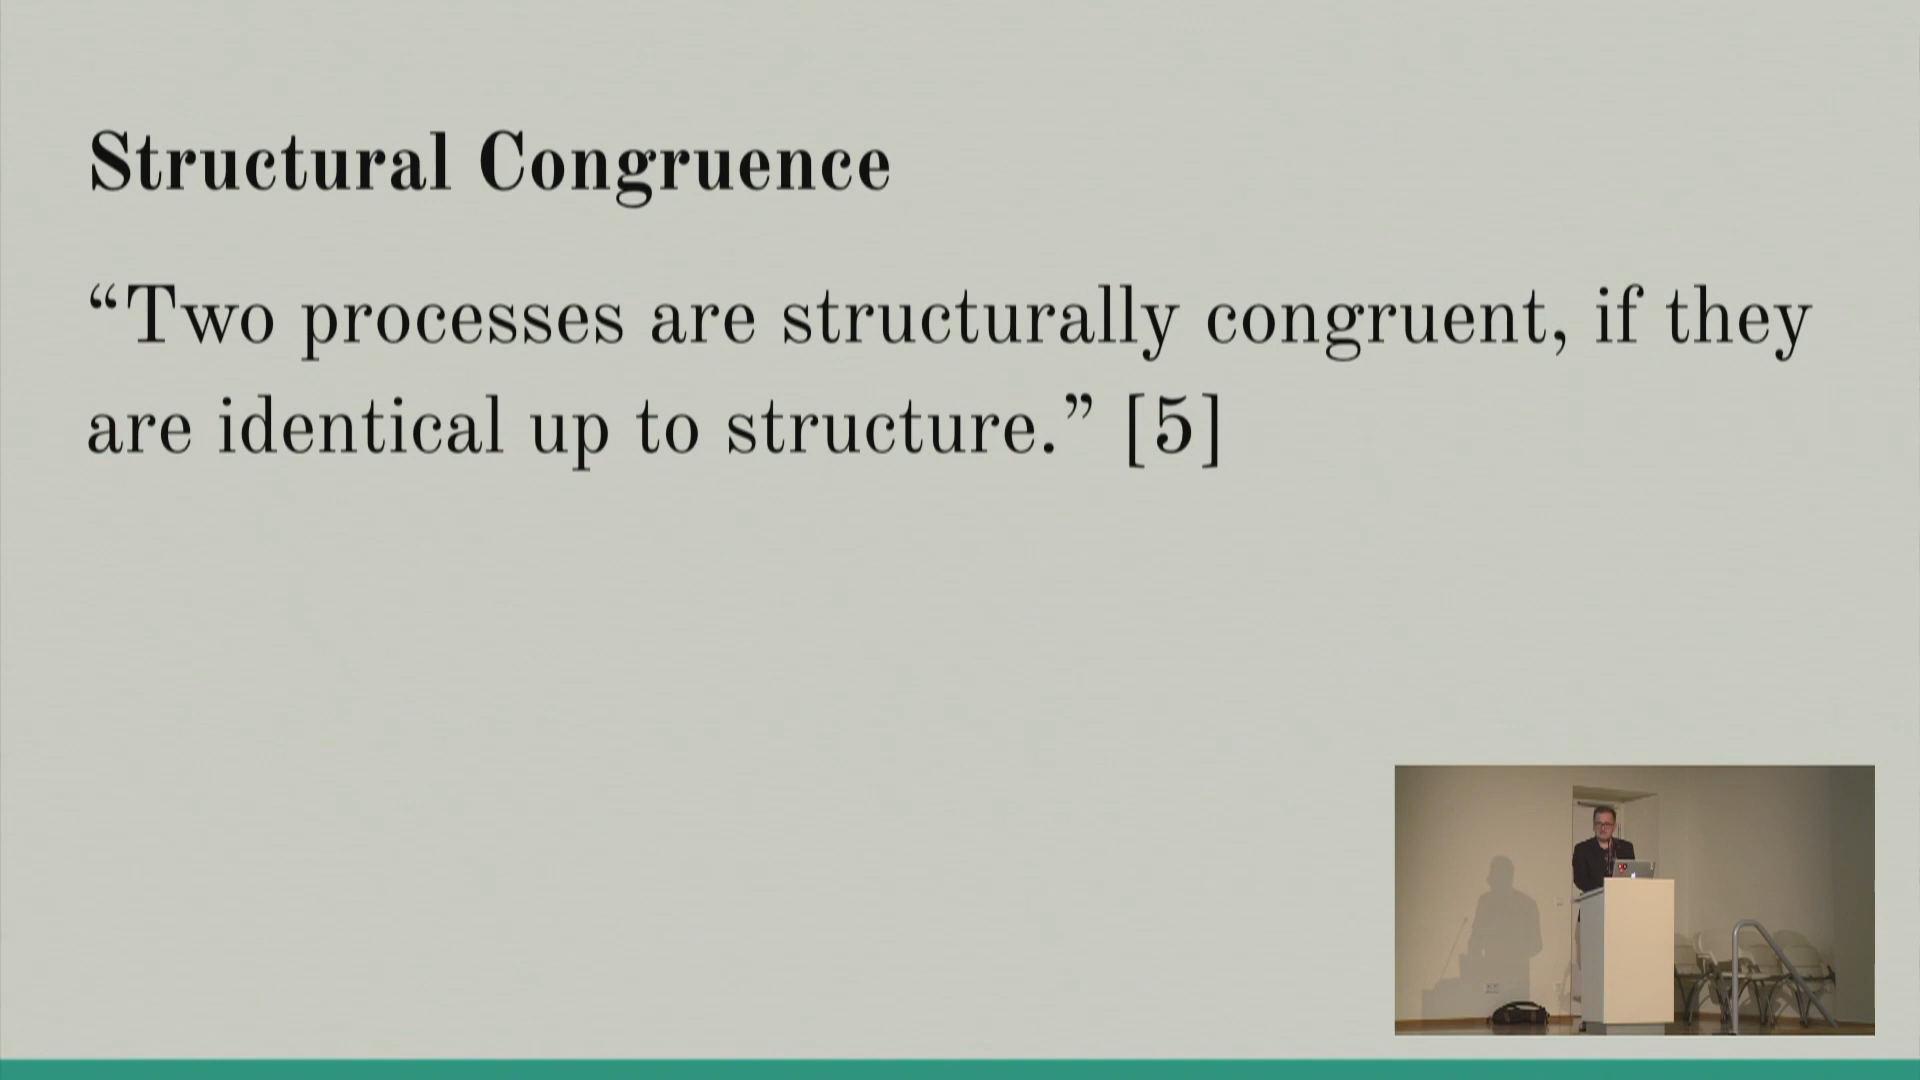 Structural Congruence
“Two processes are structurally congruent, if they
are identical up to structure.” [5]